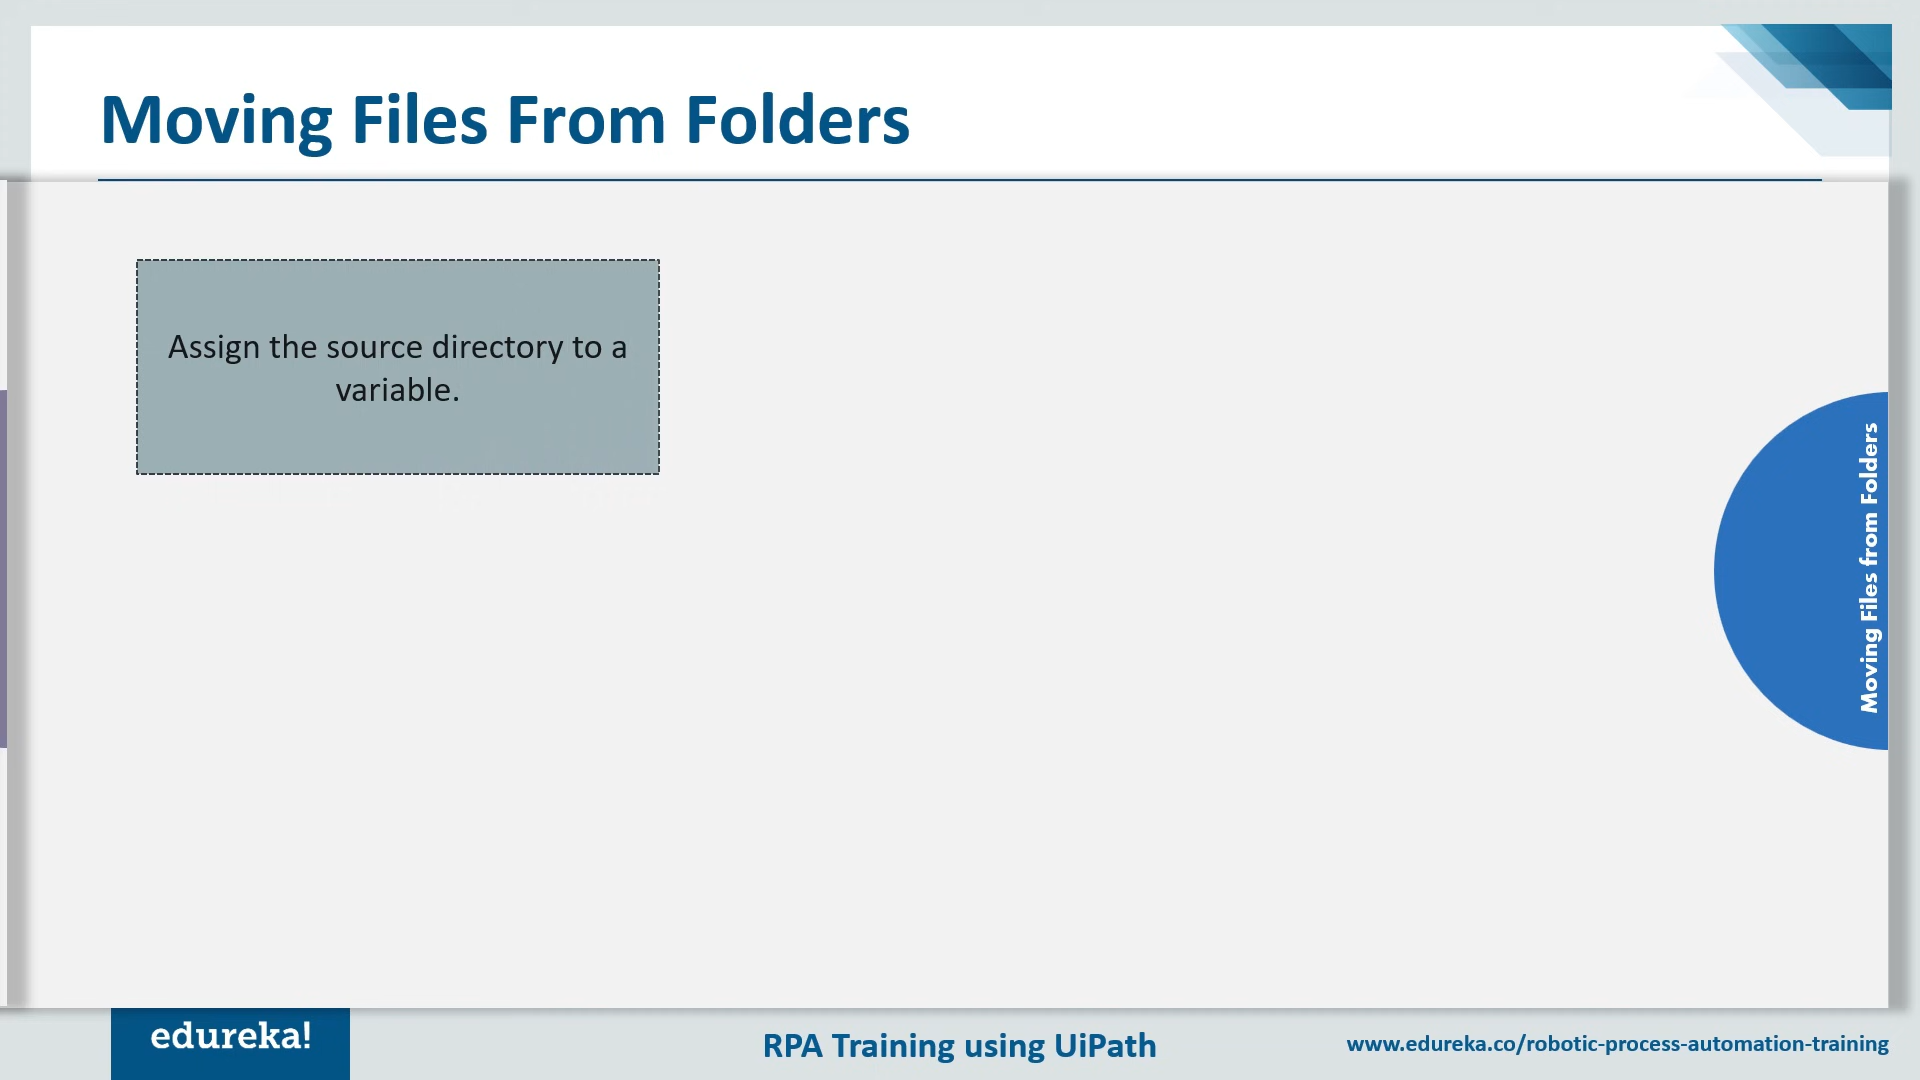 Moving Files From Folders
Assign the source directory to a
variable.
Moving Files from Folders
edureka!
RPA Training using UiPath
www.edureka.co/robotic-process-automation-training